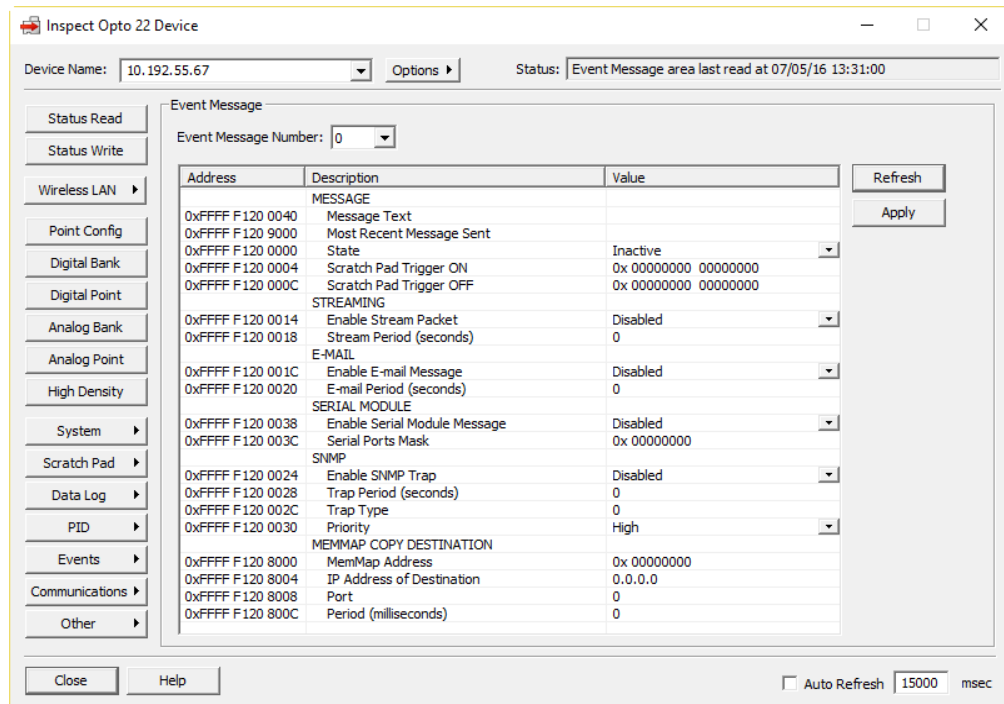 Inspect Opto 22 Device
Device Name: 10.192.55.67 Options Status: Event Message area last read at 07/05/16 13:31:00
Status Read
Status Write
Wireless LAN
Point Config
Digital Bank
Digital Point
Analog Bank
Analog Point
High Density
System
Scratch Pad
Data Log
PID
Events
Communications
Other
Event Message
Event Message Number: 0
Address Description Value
MESSAGE
0xFFFF F120 0040 Message Text
0xFFFF F120 9000 Most Recent Message Sent
0xFFFF F120 0000 State Inactive
0xFFFF F120 0004 Scratch Pad Trigger ON 0x 00000000 00000000
0xFFFF F120 000C Scratch Pad Trigger OFF 0x 00000000 00000000
STREAMING
0xFFFF F120 0014 Enable Stream Packet Disabled
0xFFFF F120 0018 Stream Period (seconds) 0
E-MAIL
0xFFFF F120 001C Enable E-mail Message Disabled
0xFFFF F120 0020 E-mail Period (seconds) 0
SERIAL MODULE
0xFFFF F120 0038 Enable Serial Module Message Disabled
0xFFFF F120 003C Serial Ports Mask 0x 00000000
SNMP
0xFFFF F120 0024 Enable SNMP Trap Disabled
0xFFFF F120 0028 Trap Period (seconds) 0
0xFFFF F120 002C Trap Type 0
0xFFFF F120 0030 Priority High
MEMMAP COPY DESTINATION
0xFFFF F120 8000 MemMap Address 0x 00000000
0xFFFF F120 8004 IP Address of Destination 0.0.0.0
0xFFFF F120 8008 Port 0
0xFFFF F120 800C Period (milliseconds) 0
Refresh
Apply
Close Help Auto Refresh 15000 msec